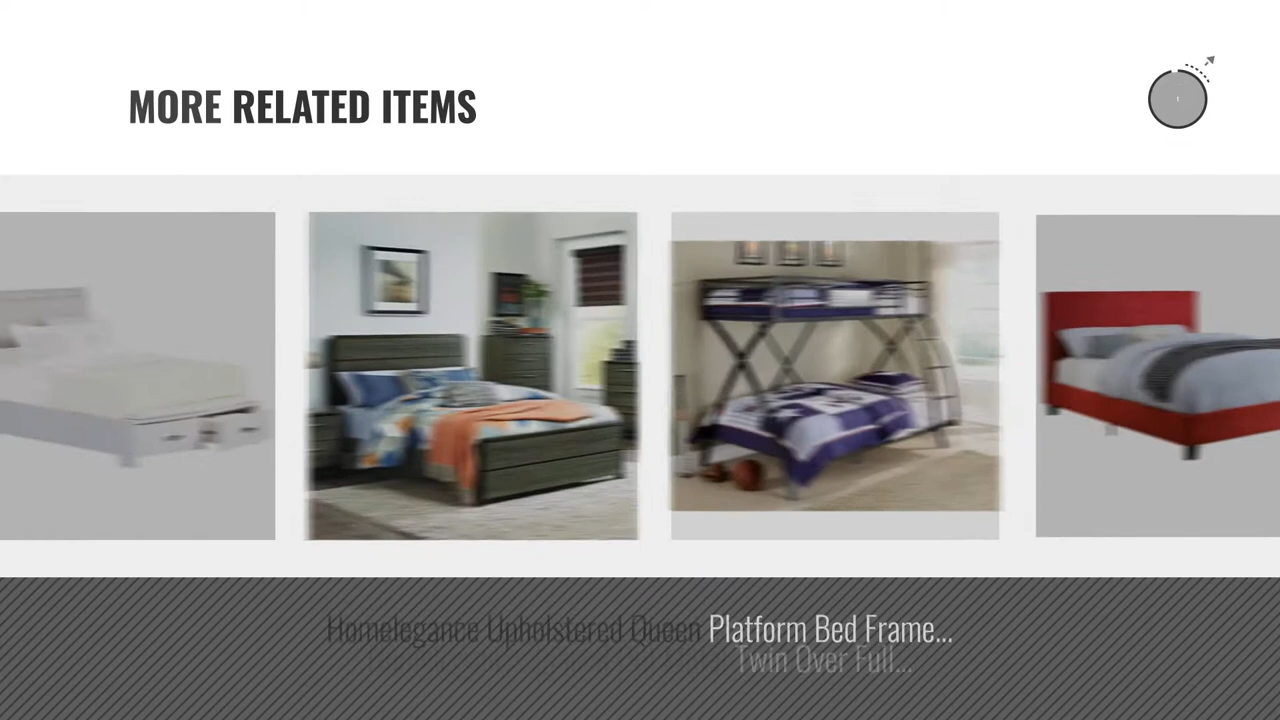 MORE RELATED ITEMS
Homelegance Upholstered Queen Platform Bed Frame...
Twin Over Full...